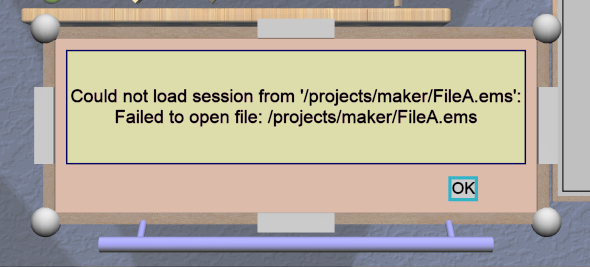 Could not load session from '/projects/maker/FileA.ems':
Failed to open file: /projects/maker/FileA.ems
OK